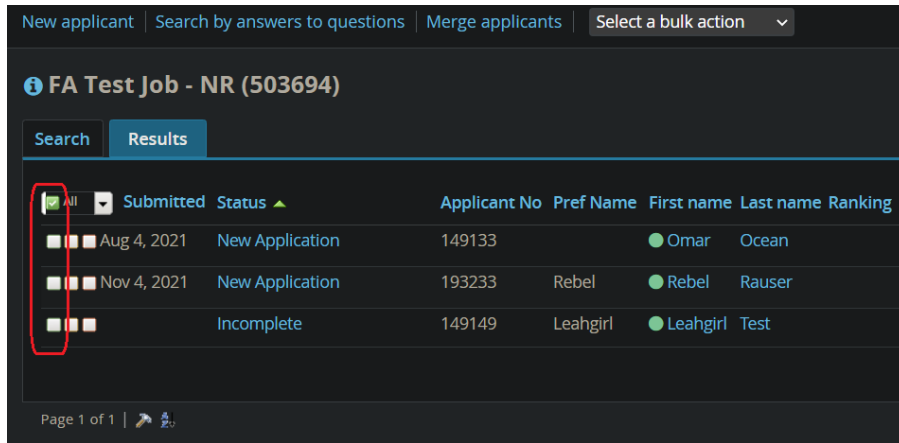 New applicant | Search by answers to questions | Merge applicants | Select a bulk action
FA Test Job - NR (503694)
Search Results
All Submitted Status Applicant No Pref Name First name Last name Ranking
Aug 4, 2021 New Application 149133 Omar Ocean
Nov 4, 2021 New Application 193233 Rebel Rebel Rauser
Incomplete 149149 Leahgirl Leahgirl Test
Page 1 of 1 |